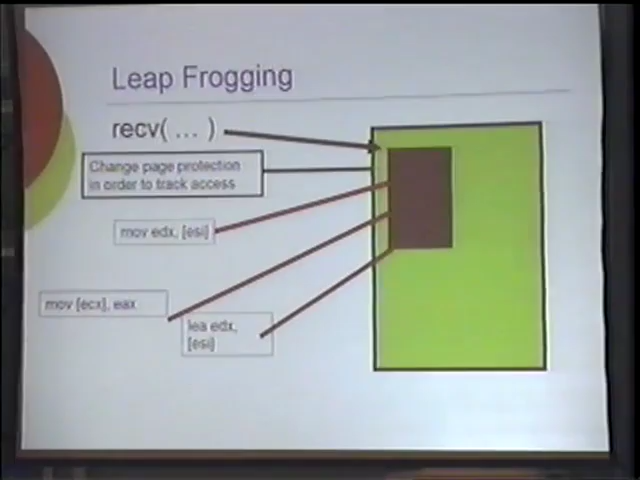 Leap Frogging
recv( ... )
Change page protection
in order to track access
mov edx, [esi]
mov [ecx], eax
lea edx,
[esi]